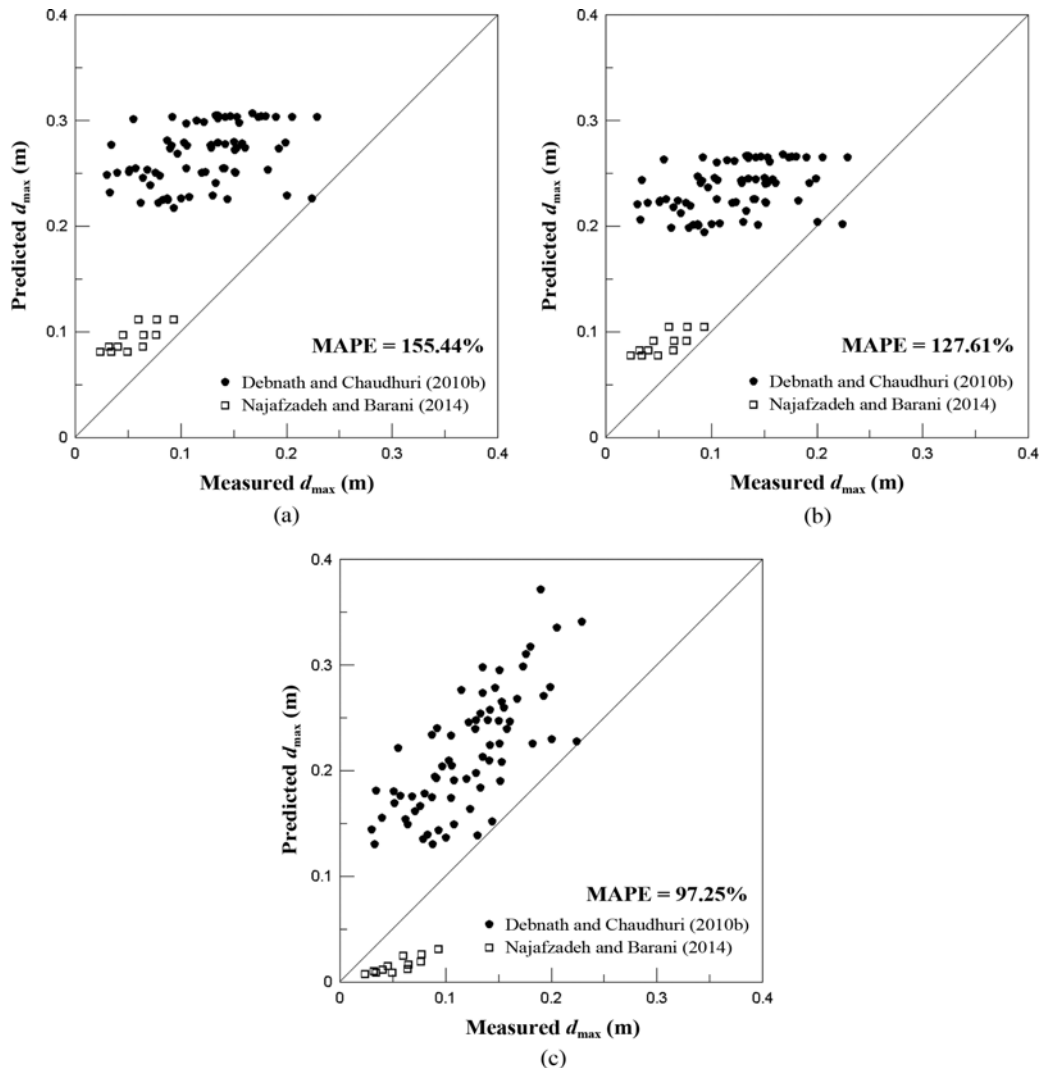 0.4
0.3
0.2
0.1
0
Predicted dmax (m)
MAPE = 155.44%
Debnath and Chaudhuri (2010b)
Najafzadeh and Barani (2014)
0 0.1 0.2 0.3 0.4
Measured dmax (m)
(a)
0.4
0.3
0.2
0.1
0
Predicted dmax (m)
MAPE = 127.61%
Debnath and Chaudhuri (2010b)
Najafzadeh and Barani (2014)
0 0.1 0.2 0.3 0.4
Measured dmax (m)
(b)
0.4
0.3
0.2
0.1
0
Predicted dmax (m)
MAPE = 97.25%
Debnath and Chaudhuri (2010b)
Najafzadeh and Barani (2014)
0 0.1 0.2 0.3 0.4
Measured dmax (m)
(c)